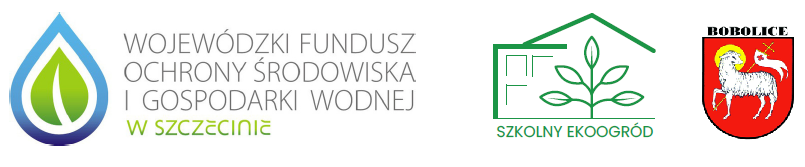 WOJEWÓDZKI FUNDUSZ
OCHRONY ŚRODOWISKA
I GOSPODARKI WODNEJ
W SZCZECINIE
SZKOLNY EKOOGRÓD
BOBOLICE